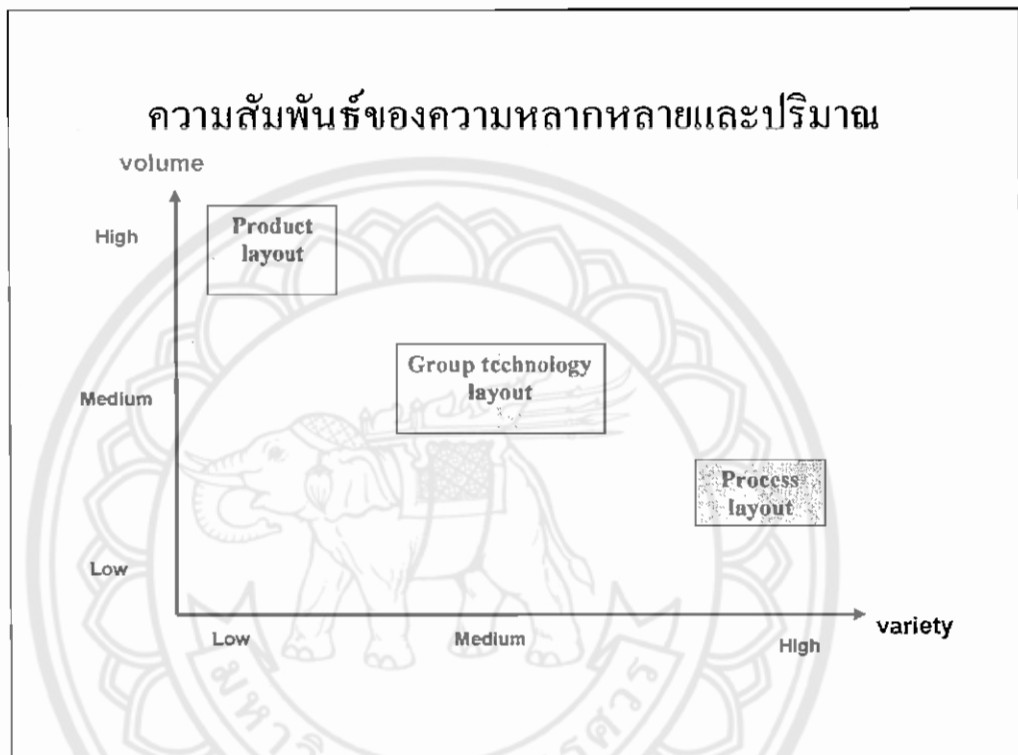 ความสัมพันธ์ของความหลากหลายและปริมาณ
volume
High
Product
layout
Group technology
layout
Medium
Process
layout
Low
Low
Medium
High
variety